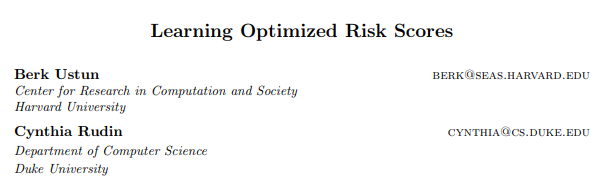 Learning Optimized Risk Scores
Berk Ustun BERK@SEAS.HARVARD.EDU
Center for Research in Computation and Society
Harvard University
Cynthia Rudin CYNTHIA@CS.DUKE.EDU
Department of Computer Science
Duke University